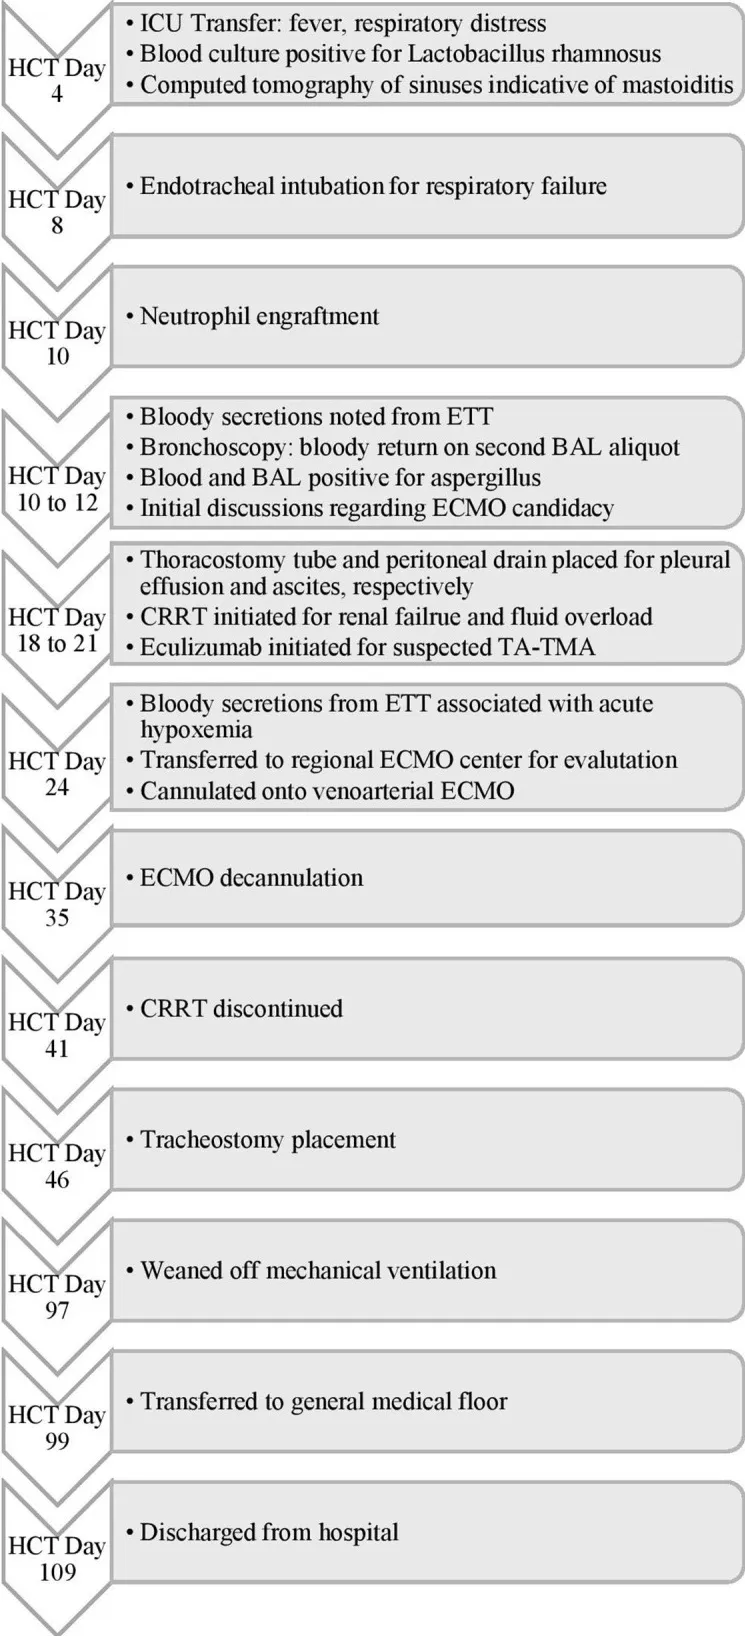 HCT Day
4
• ICU Transfer: fever, respiratory distress
• Blood culture positive for Lactobacillus rhamnosus
• Computed tomography of sinuses indicative of mastoiditis
HCT Day
8
• Endotracheal intubation for respiratory failure
HCT Day
10
• Neutrophil engraftment
HCT Day
10 to 12
• Bloody secretions noted from ETT
• Bronchoscopy: bloody return on second BAL aliquot
• Blood and BAL positive for aspergillus
• Initial discussions regarding ECMO candidacy
HCT Day
18 to 21
• Thoracostomy tube and peritoneal drain placed for pleural
effusion and ascites, respectively
• CRRT initiated for renal failrue and fluid overload
• Eculizumab initiated for suspected TA-TMA
HCT Day
24
• Bloody secretions from ETT associated with acute
hypoxemia
• Transferred to regional ECMO center for evalutation
• Cannulated onto venoarterial ECMO
HCT Day
35
• ECMO decannulation
HCT Day
41
• CRRT discontinued
HCT Day
46
• Tracheostomy placement
HCT Day
97
• Weaned off mechanical ventilation
HCT Day
99
• Transferred to general medical floor
HCT Day
109
• Discharged from hospital